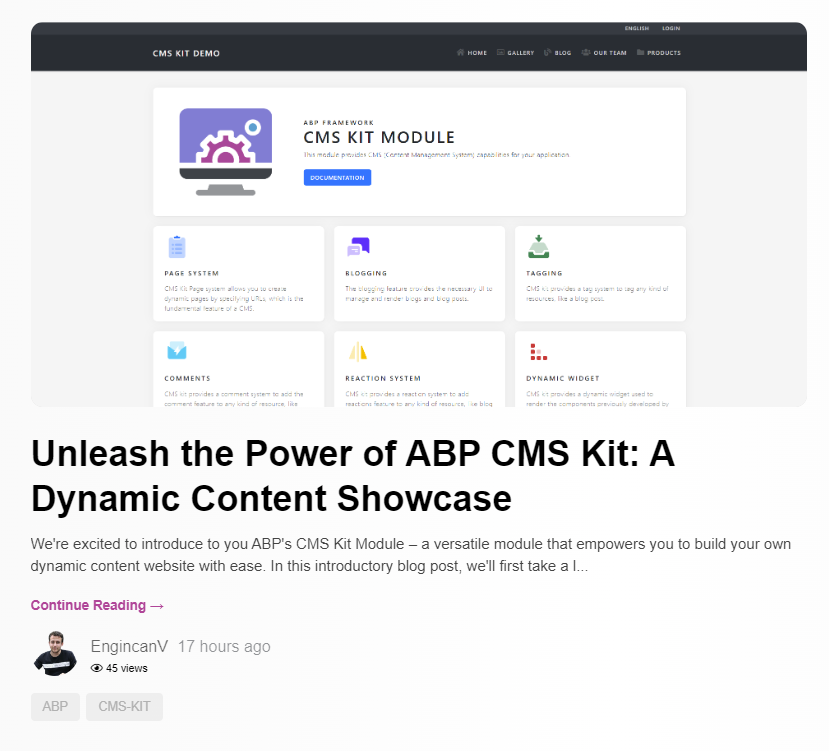 ENGLISH LOGIN
CMS KIT DEMO HOME GALLERY BLOG OUR TEAM PRODUCTS
ABP FRAMEWORK
CMS KIT MODULE
This module provides CMS (Content Management System) capabilities for your application.
DOCUMENTATION
PAGE SYSTEM
CMS Kit Page system allows you to create
dynamic pages by specifying URLs, which is the
fundamental feature of a CMS.
BLOGGING
The blogging feature provides the necessary UI to
manage and render blogs and blog posts.
TAGGING
CMS kit provides a tag system to tag any kind of
resources, like a blog post.
COMMENTS
CMS kit provides a comment system to add the
comment feature to any kind of resource, like
REACTION SYSTEM
CMS kit provides a reaction system to add
reactions feature to any kind of resource, like blog
DYNAMIC WIDGET
CMS kit provides a dynamic widget used to
render the components previously developed by
Unleash the Power of ABP CMS Kit: A
Dynamic Content Showcase
We're excited to introduce to you ABP's CMS Kit Module – a versatile module that empowers you to build your own
dynamic content website with ease. In this introductory blog post, we'll first take a l...
Continue Reading →
EngincanV 17 hours ago
45 views
ABP CMS-KIT